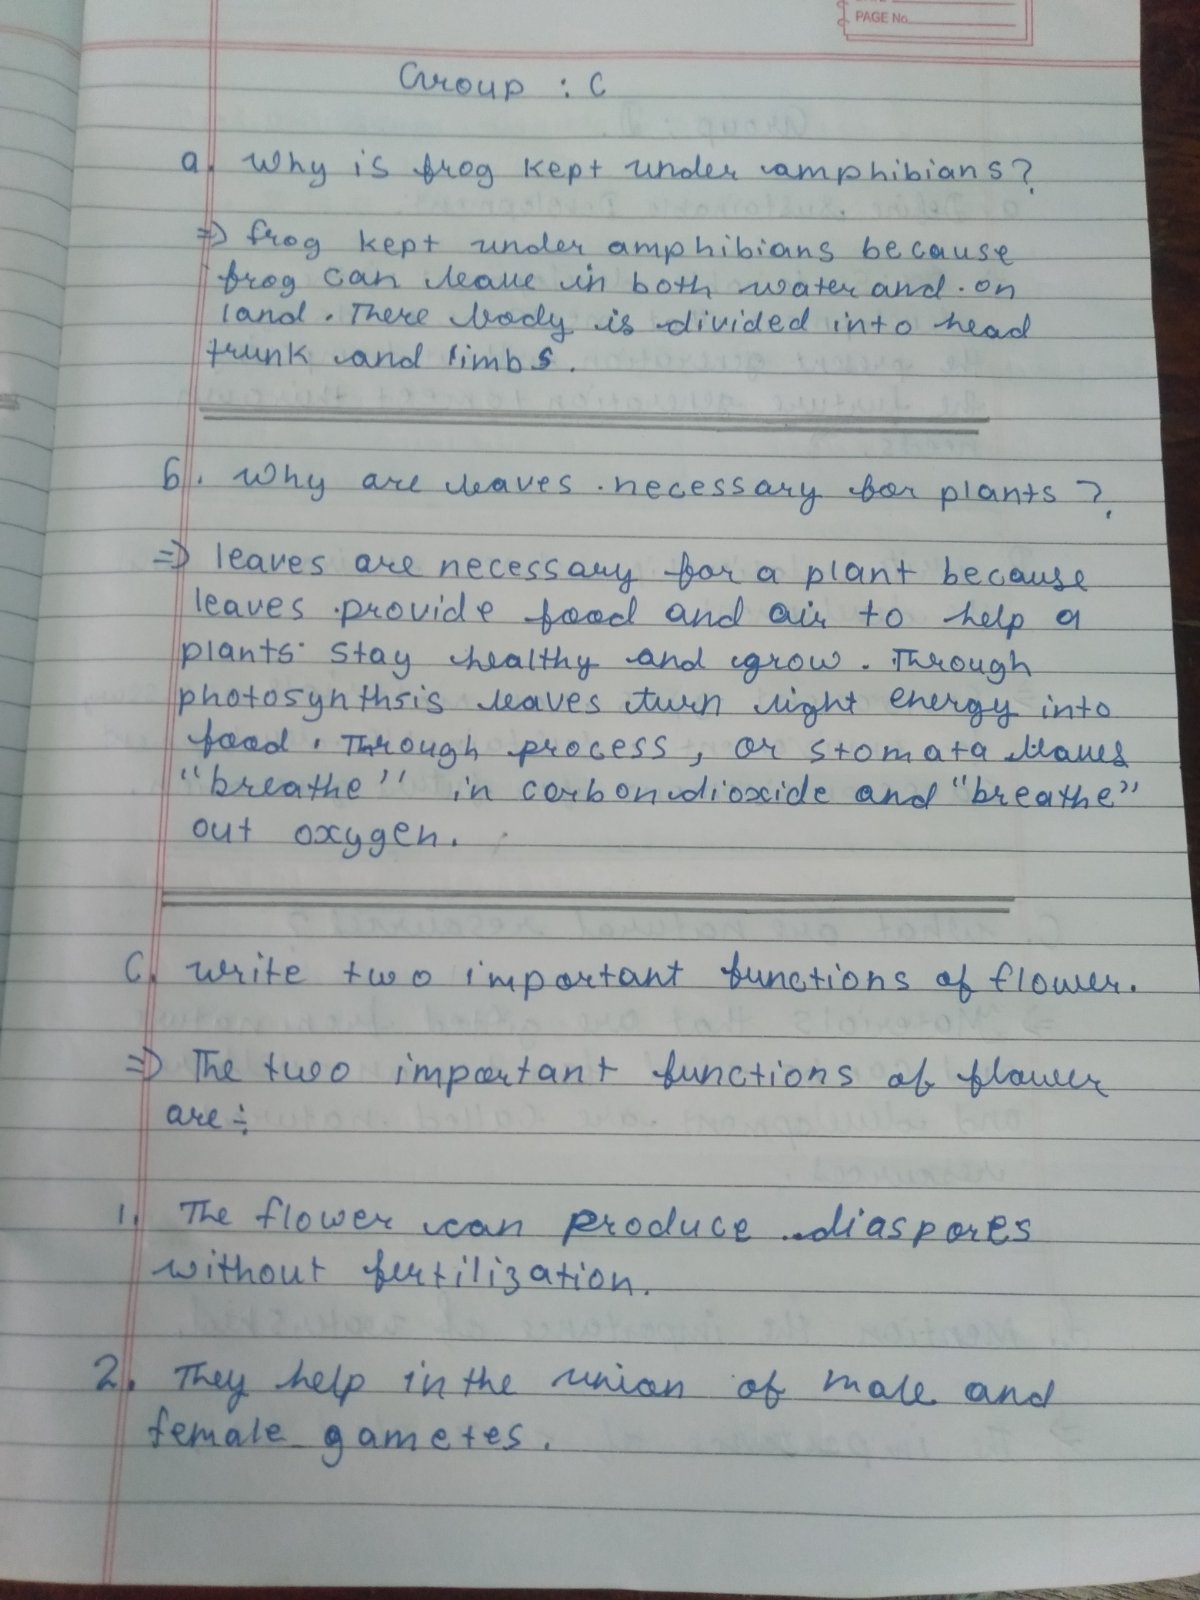 PAGE No.
Group : C
a. Why is frog kept under amphibians?
⇒ frog kept under amphibians because
frog can leave in both water and on
land. There body is divided into head
trunk and limbs.
b. Why are leaves necessary for plants?
⇒ leaves are necessary for a plant because
leaves provide food and air to help a
plants stay healthy and grow. Through
photosynthsis leaves turn light energy into
food. Through process, or stomata leaves
"breathe" in carbondioxide and "breathe"
out oxygen.
C. write two important functions of flower.
⇒ The two important functions of flower
are:
1. The flower can produce diaspores
without fertilization.
2. They help in the union of male and
female gametes.